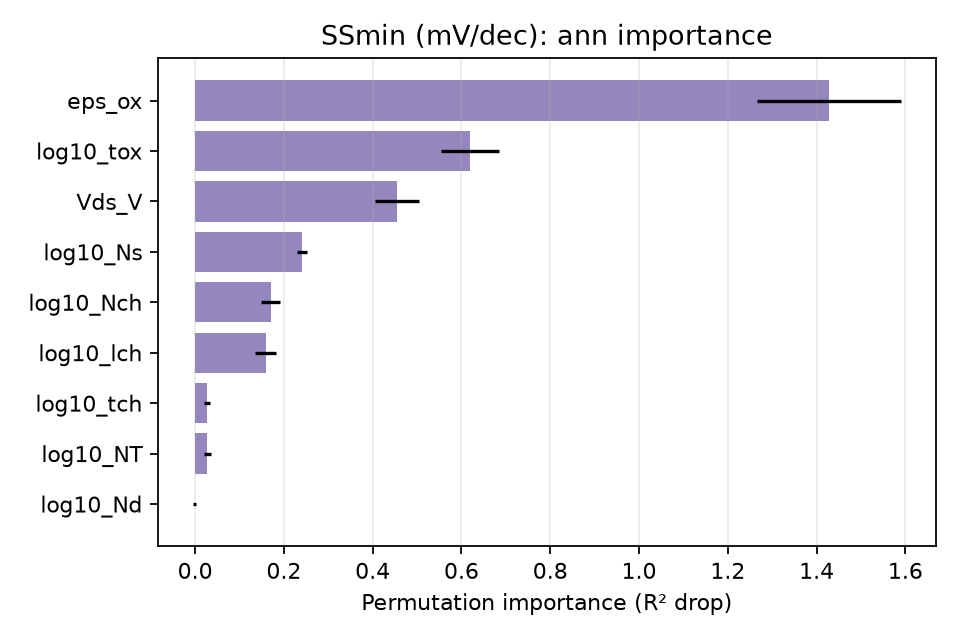 SSmin (mV/dec): ann importance
eps_ox
log10_tox
Vds_V
log10_Ns
log10_Nch
log10_lch
log10_tch
log10_NT
log10_Nd
0.0 0.2 0.4 0.6 0.8 1.0 1.2 1.4 1.6
Permutation importance (R² drop)